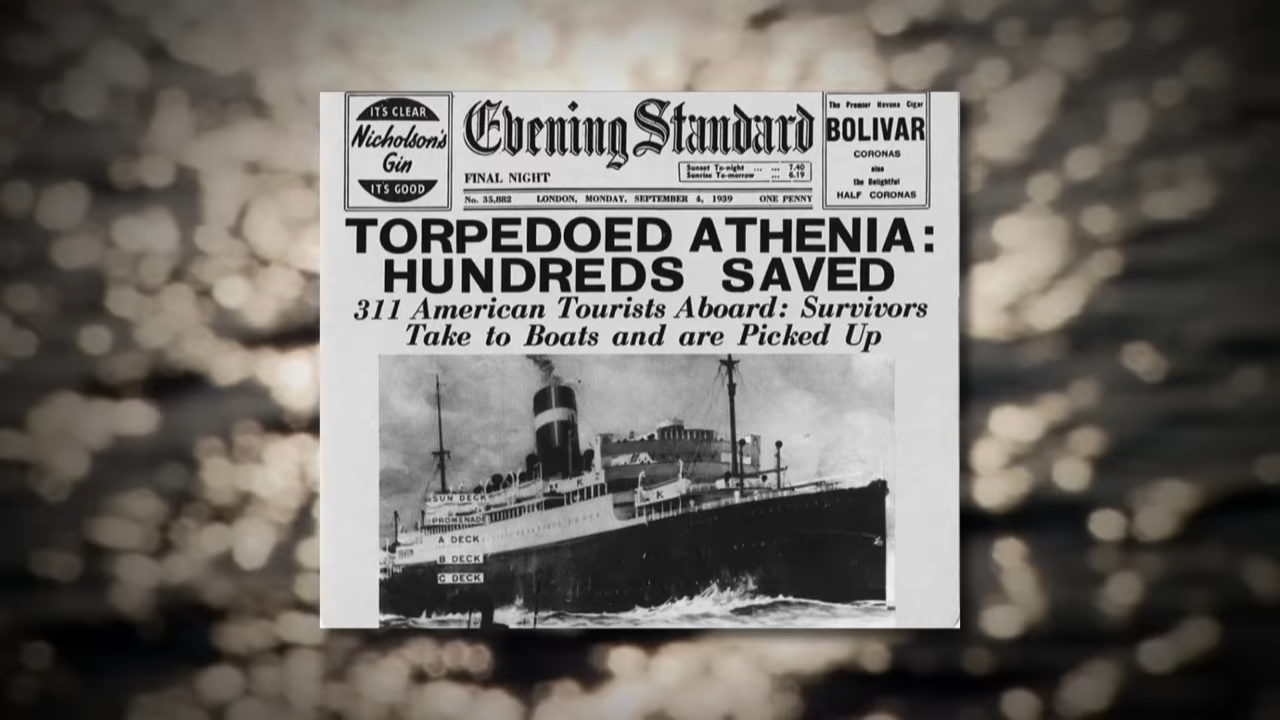 IT'S CLEAR
Nicholson's
Gin
IT'S GOOD
Evening Standard
FINAL NIGHT
Sunset To-night ... ... 7.40
Sunrise To-morrow ... 6.19
No. 35,882 LONDON, MONDAY, SEPTEMBER 4, 1939 ONE PENNY
The Premier Havana Cigar
BOLIVAR
CORONAS
also
the Delightful
HALF CORONAS
TORPEDOED ATHENIA:
HUNDREDS SAVED
311 American Tourists Aboard: Survivors
Take to Boats and are Picked Up
SUN DECK
PROMENADE
A DECK
B DECK
C DECK
K
K